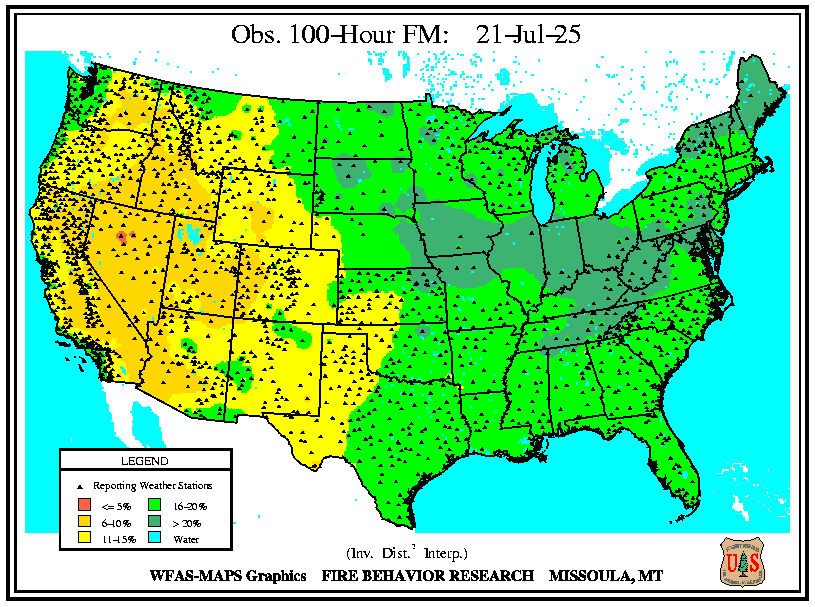 Obs. 100-Hour FM: 21-Jul-25
LEGEND
Reporting Weather Stations
<= 5% 16-20%
6-10% > 20%
11-15% Water
(Inv. Dist.² Interp.)
WFAS-MAPS Graphics FIRE BEHAVIOR RESEARCH MISSOULA, MT
U S